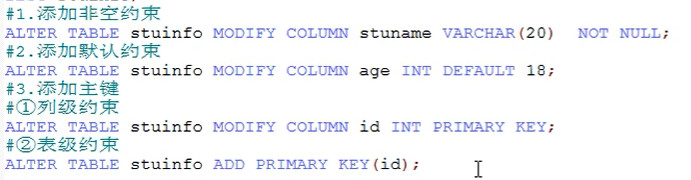 #1.添加非空约束
ALTER TABLE stuinfo MODIFY COLUMN stuname VARCHAR(20)  NOT NULL;
#2.添加默认约束
ALTER TABLE stuinfo MODIFY COLUMN age INT DEFAULT 18;
#3.添加主键
#①列级约束
ALTER TABLE stuinfo MODIFY COLUMN id INT PRIMARY KEY;
#②表级约束
ALTER TABLE stuinfo ADD PRIMARY KEY(id);